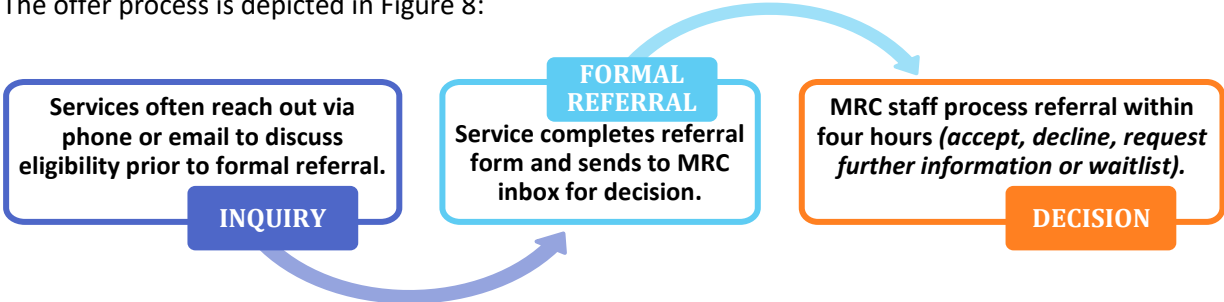 The offer process is depicted in Figure 8:
Services often reach out via
phone or email to discuss
eligibility prior to formal referral.
INQUIRY
FORMAL
REFERRAL
Service completes referral
form and sends to MRC
inbox for decision.
MRC staff process referral within
four hours (accept, decline, request
further information or waitlist).
DECISION